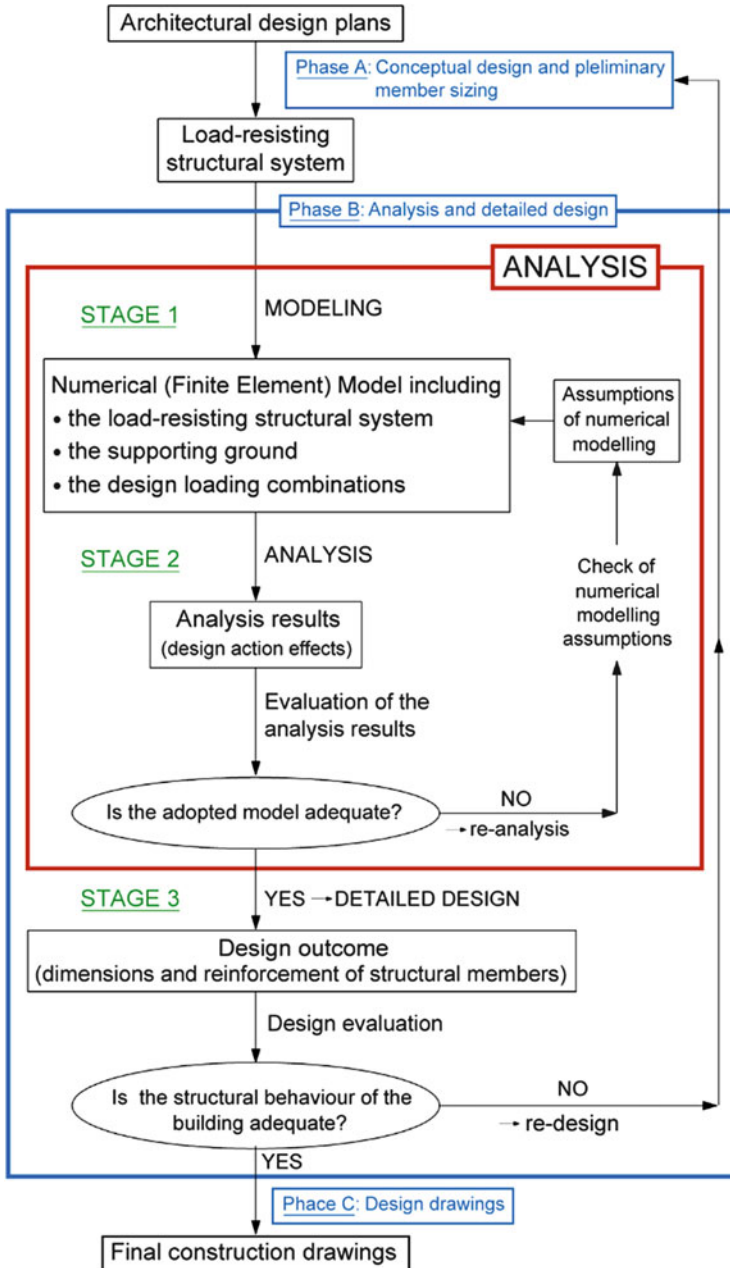 Architectural design plans
Phase A: Conceptual design and pleliminary
member sizing
Load-resisting
structural system
Phase B: Analysis and detailed design
ANALYSIS
STAGE 1
MODELING
Numerical (Finite Element) Model including
• the load-resisting structural system
• the supporting ground
• the design loading combinations
Assumptions
of numerical
modelling
STAGE 2
ANALYSIS
Check of
numerical
modelling
assumptions
Analysis results
(design action effects)
Evaluation of the
analysis results
Is the adopted model adequate?
NO
→ re-analysis
STAGE 3
YES → DETAILED DESIGN
Design outcome
(dimensions and reinforcement of structural members)
Design evaluation
Is the structural behaviour of the
building adequate?
NO
→ re-design
YES
Phace C: Design drawings
Final construction drawings